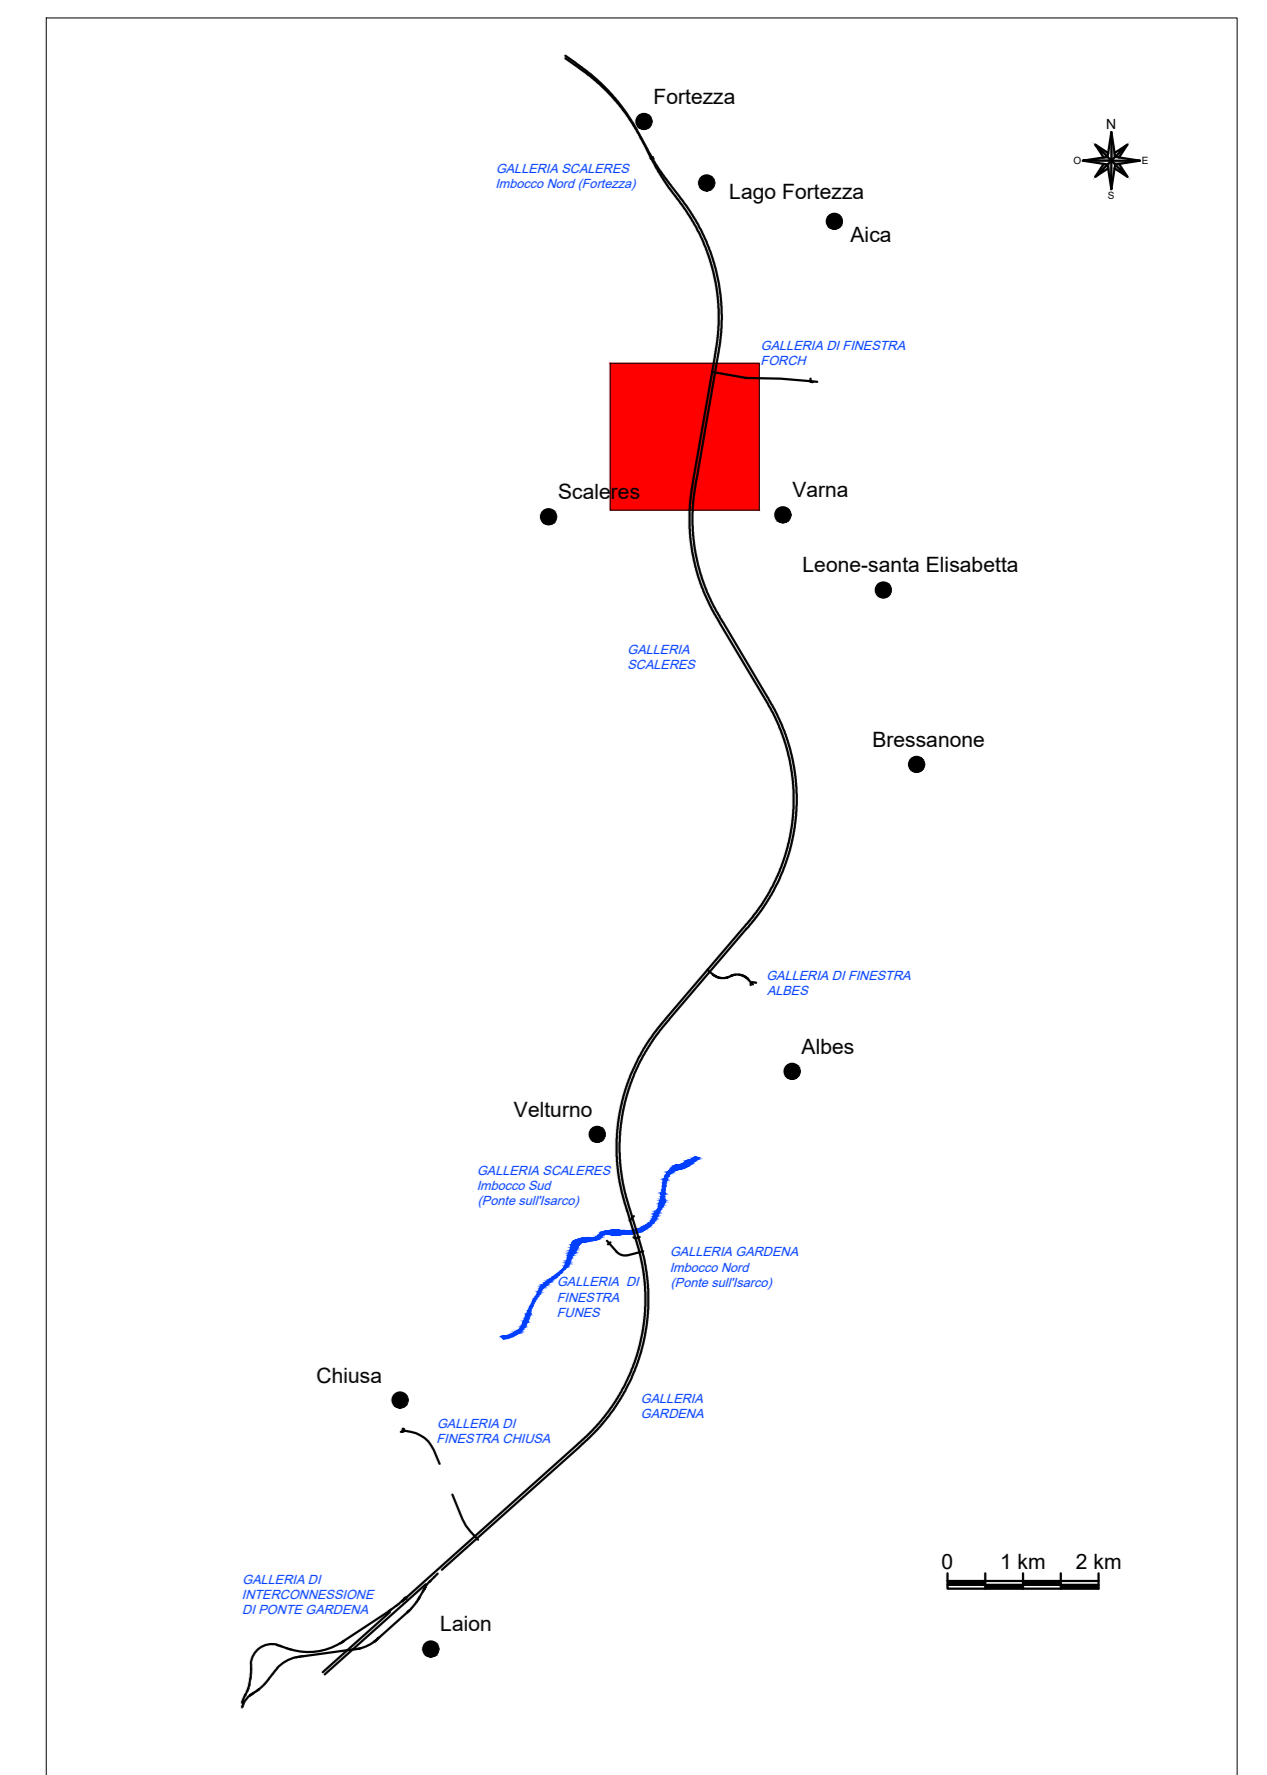 Fortezza
N
O
E
S
GALLERIA SCALERES
Imbocco Nord (Fortezza)
Lago Fortezza
Aica
GALLERIA DI FINESTRA
FORCH
Scaleres
Varna
Leone-santa Elisabetta
GALLERIA
SCALERES
Bressanone
GALLERIA DI FINESTRA
ALBES
Albes
Velturno
GALLERIA SCALERES
Imbocco Sud
(Ponte sull'Isarco)
GALLERIA GARDENA
Imbocco Nord
(Ponte sull'Isarco)
GALLERIA DI
FINESTRA
FUNES
Chiusa
GALLERIA
GARDENA
GALLERIA DI
FINESTRA CHIUSA
0 1 km 2 km
GALLERIA DI
INTERCONNESSIONE
DI PONTE GARDENA
Laion